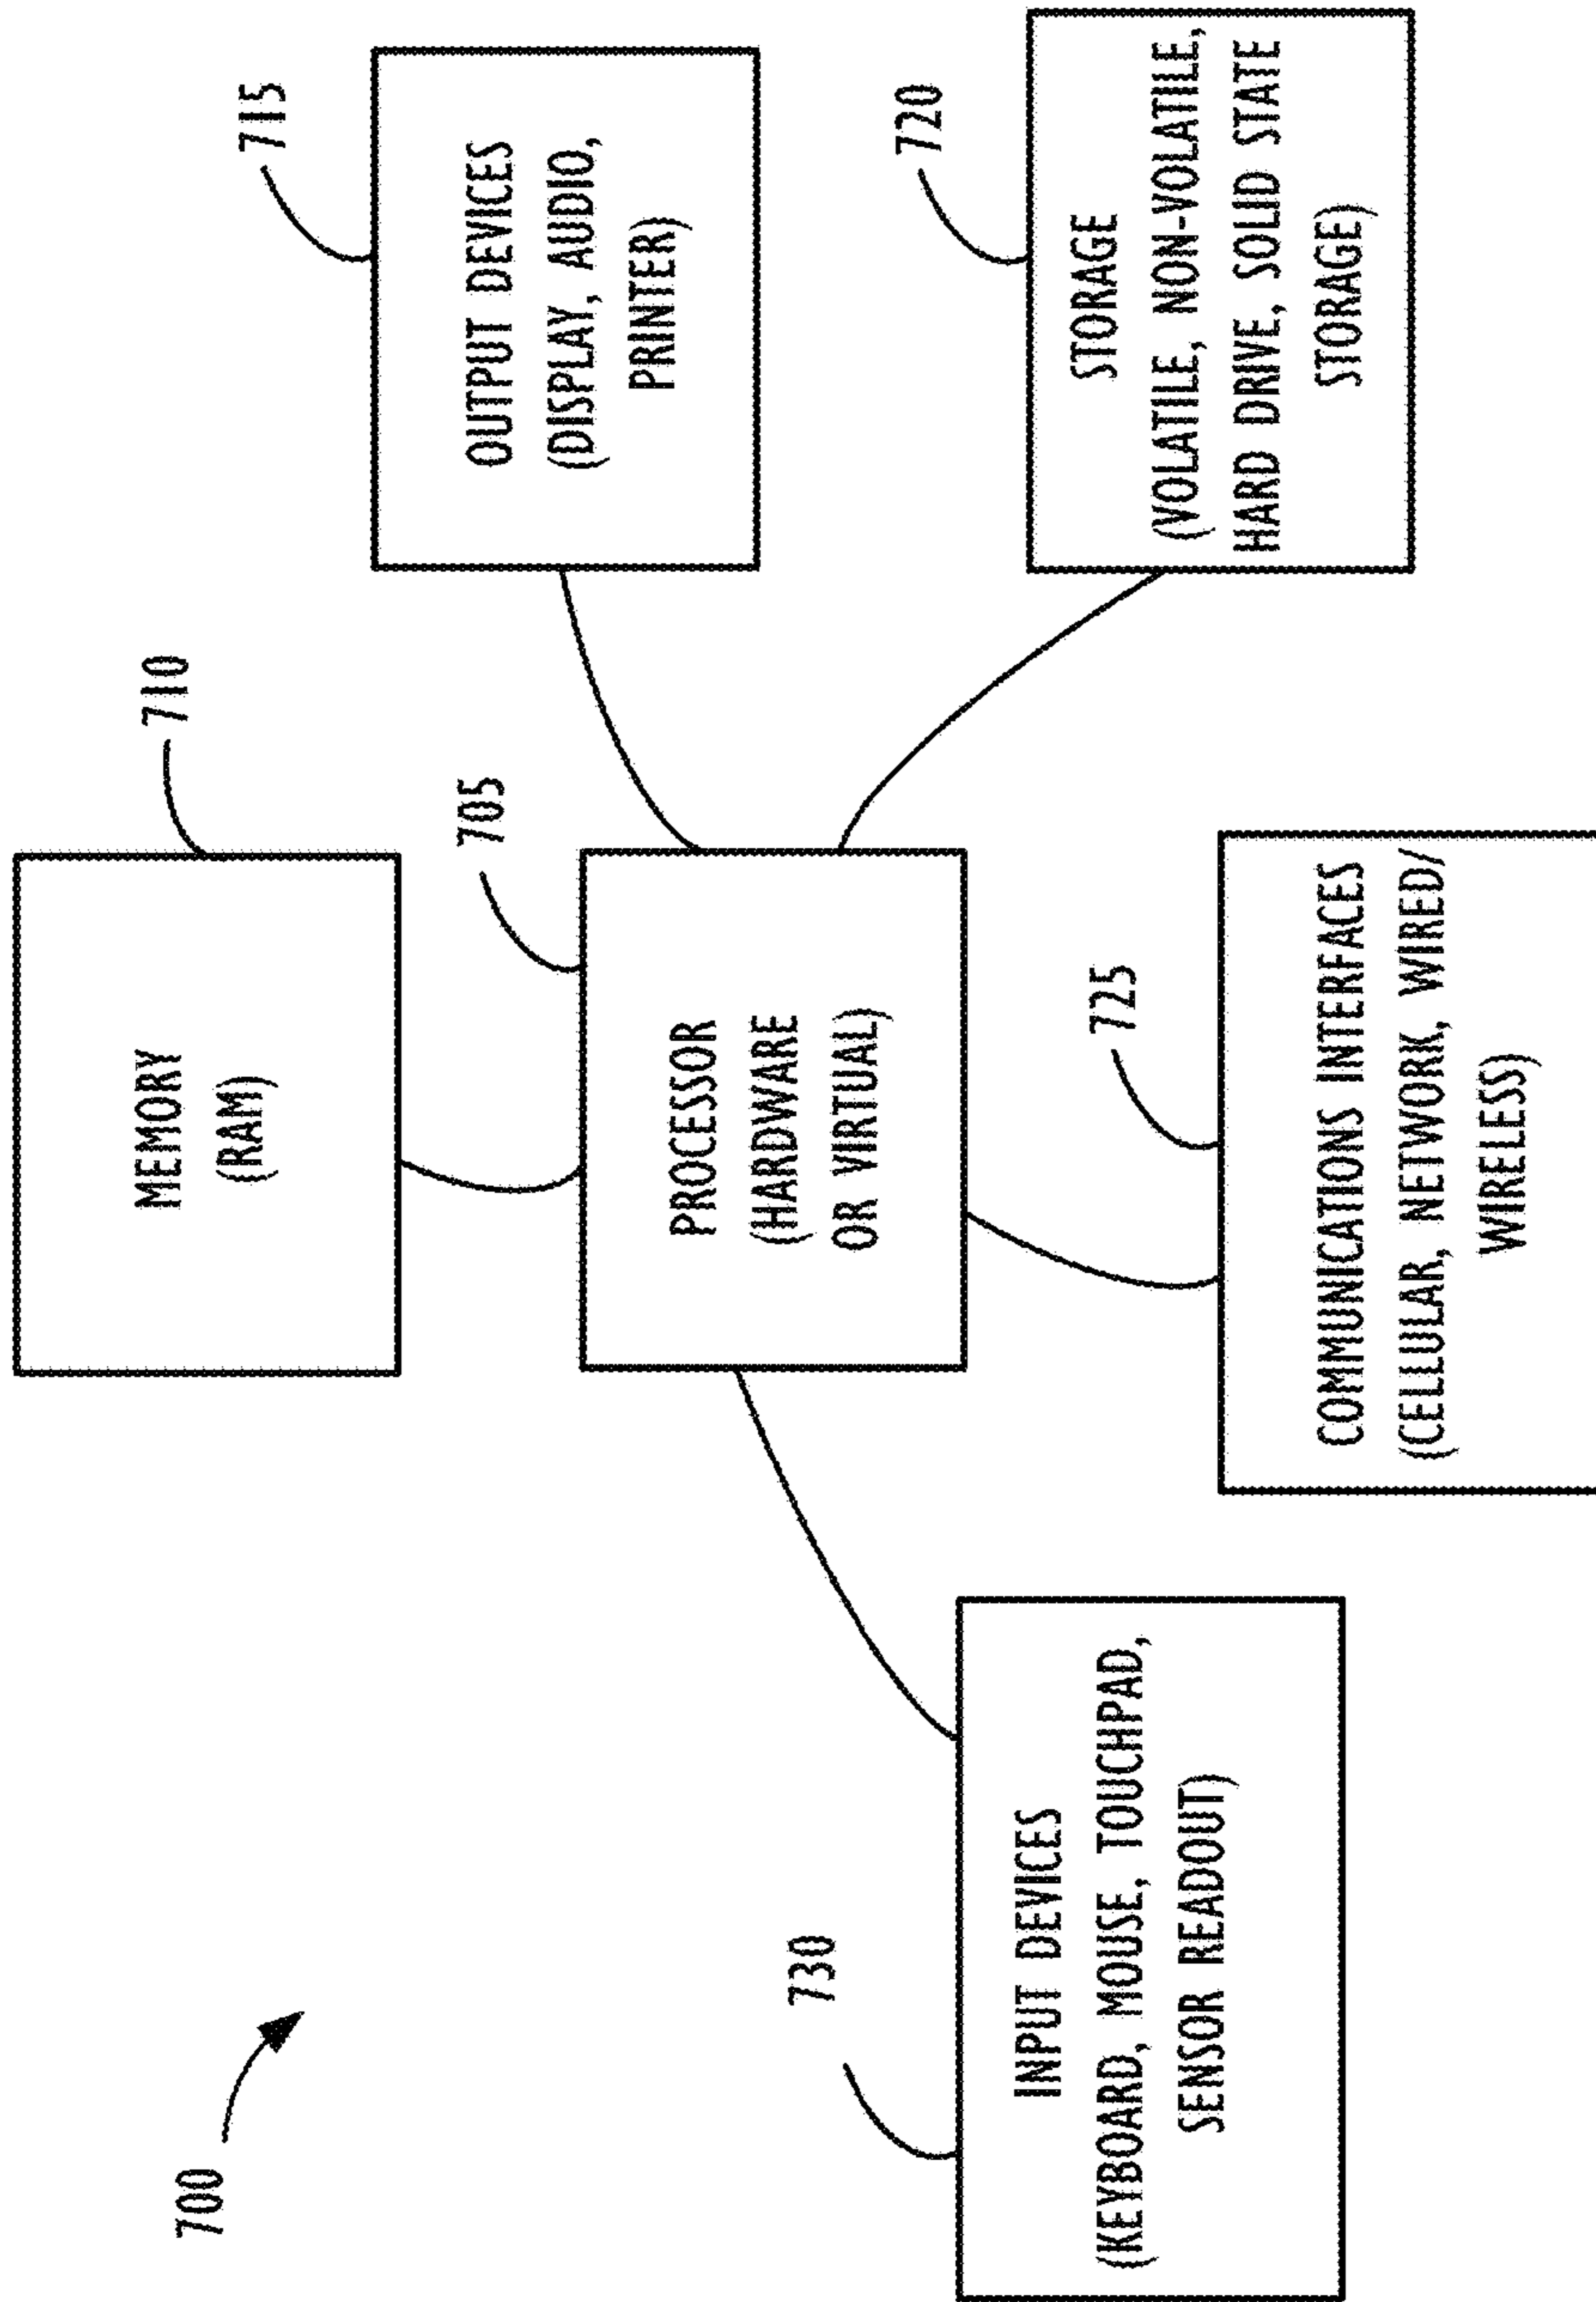 700
MEMORY
(RAM)
710
705
PROCESSOR
(HARDWARE
OR VIRTUAL)
715
OUTPUT DEVICES
(DISPLAY, AUDIO,
PRINTER)
730
INPUT DEVICES
(KEYBOARD, MOUSE, TOUCHPAD,
SENSOR READOUT)
725
COMMUNICATIONS INTERFACES
(CELLULAR, NETWORK, WIRED/
WIRELESS)
720
STORAGE
(VOLATILE, NON-VOLATILE,
HARD DRIVE, SOLID STATE
STORAGE)